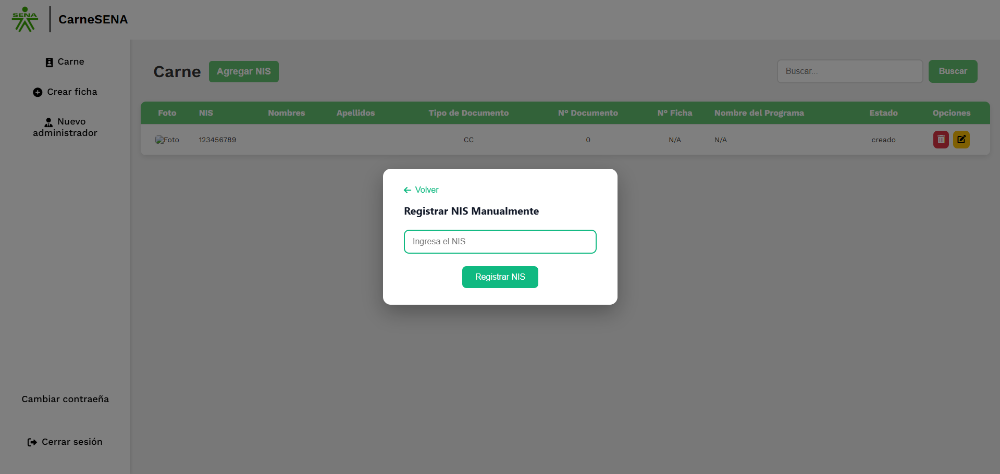 SENA
CarneSENA
Carne
Crear ficha
Nuevo
administrador
Cambiar contraeña
Cerrar sesión
Carne
Agregar NIS
Buscar...
Buscar
Foto NIS Nombres Apellidos Tipo de Documento Nº Documento Nº Ficha Nombre del Programa Estado Opciones
Foto 123456789 CC 0 N/A N/A creado
Volver
Registrar NIS Manualmente
Ingresa el NIS
Registrar NIS